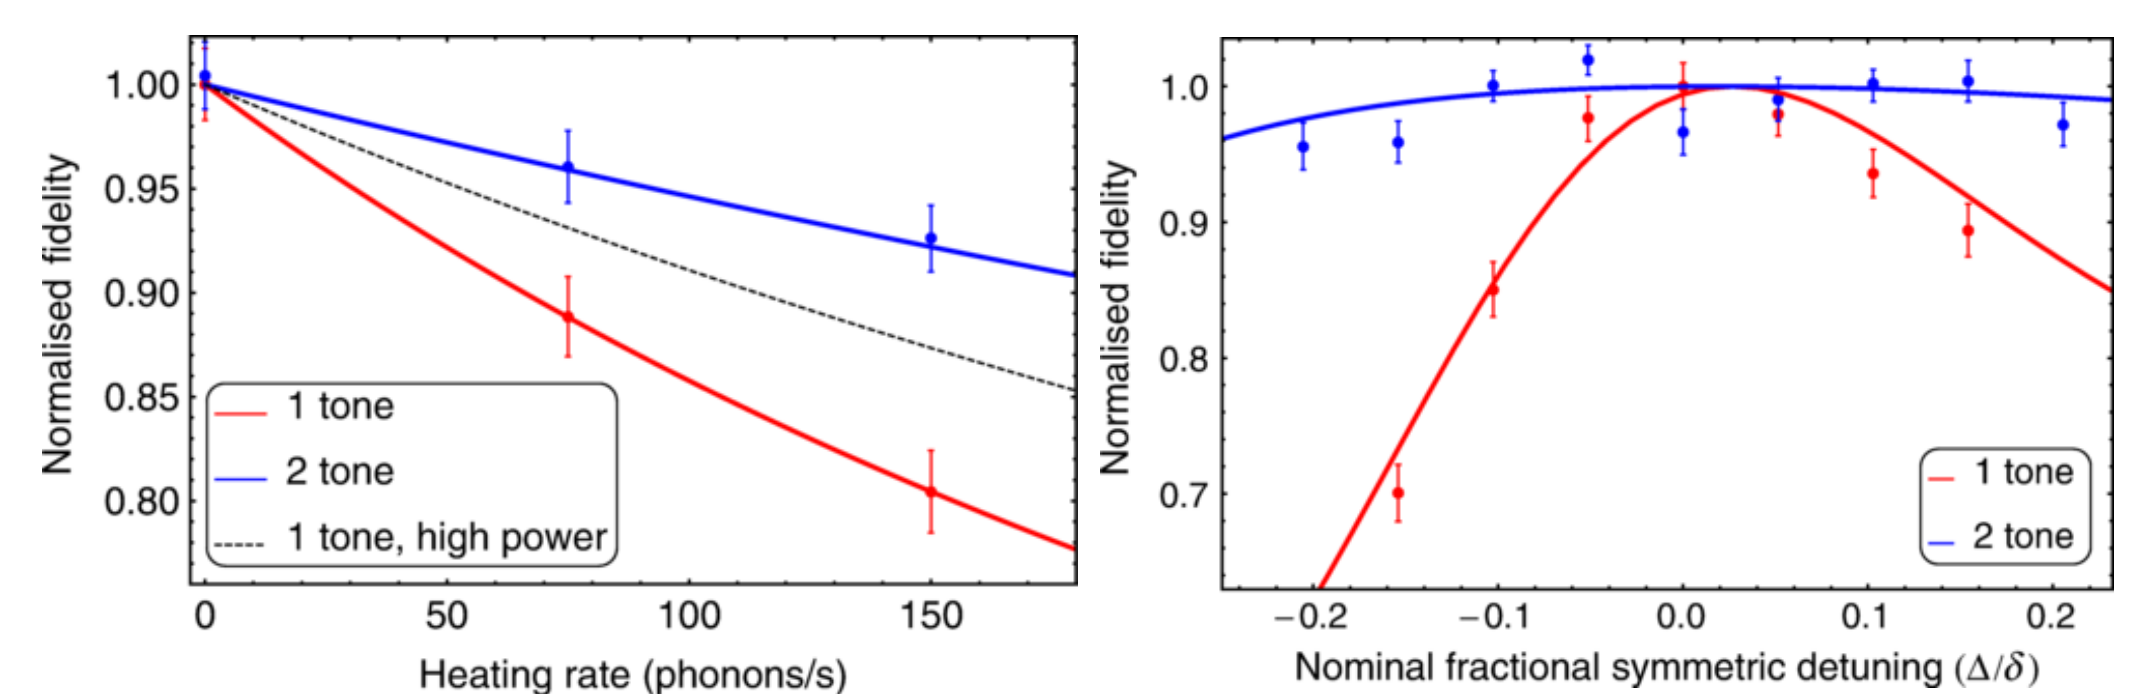 Normalised fidelity
1.00
0.95
0.90
0.85
0.80
1 tone
2 tone
1 tone, high power
0 50 100 150
Heating rate (phonons/s)
Normalised fidelity
1.0
0.9
0.8
0.7
1 tone
2 tone
−0.2 −0.1 0.0 0.1 0.2
Nominal fractional symmetric detuning (Δ/δ)